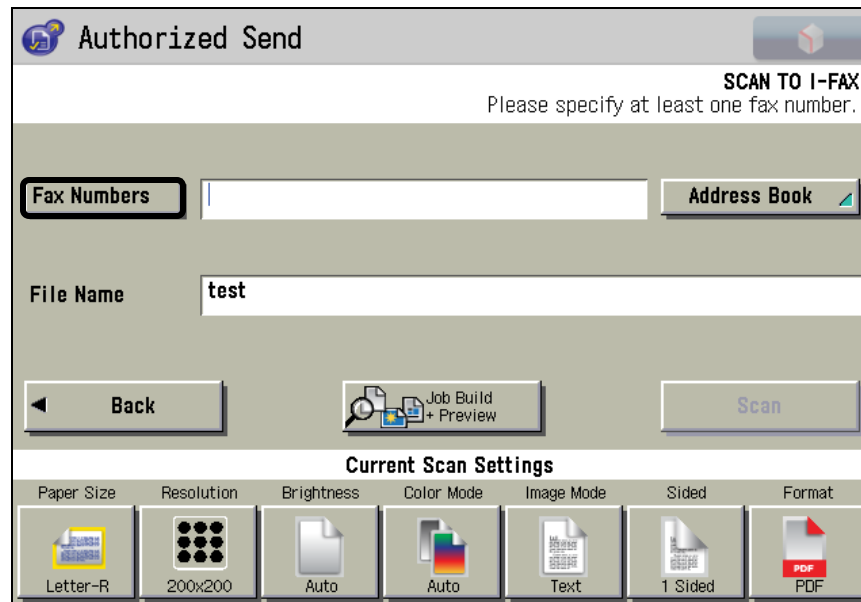 Authorized Send
SCAN TO I-FAX
Please specify at least one fax number.
Fax Numbers
Address Book
File Name
test
Back
Job Build
+ Preview
Scan
Current Scan Settings
Paper Size Resolution Brightness Color Mode Image Mode Sided Format
PDF
Letter-R 200x200 Auto Auto Text 1 Sided PDF